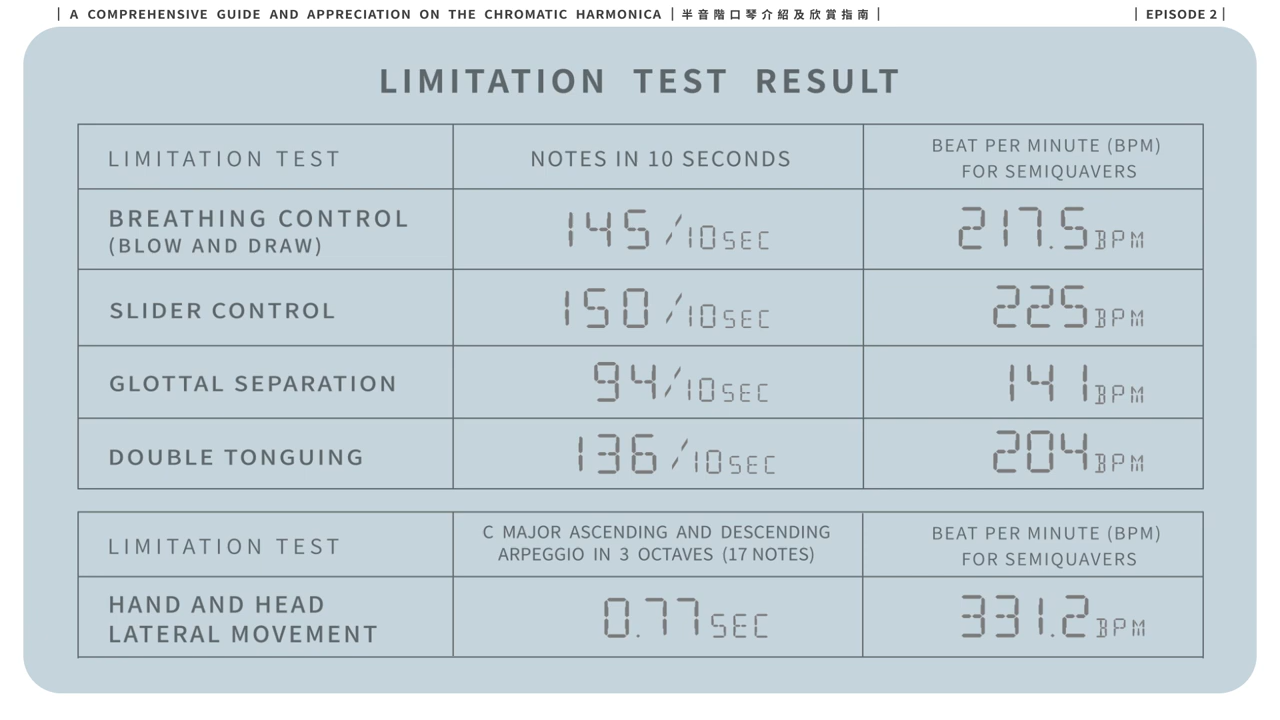 | A COMPREHENSIVE GUIDE AND APPRECIATION ON THE CHROMATIC HARMONICA | 半音階口琴介紹及欣賞指南 |
| EPISODE 2 |
LIMITATION TEST RESULT
LIMITATION TEST
NOTES IN 10 SECONDS
BEAT PER MINUTE (BPM)
FOR SEMIQUAVERS
BREATHING CONTROL
(BLOW AND DRAW)
145/10SEC
217.5BPM
SLIDER CONTROL
150/10SEC
225BPM
GLOTTAL SEPARATION
94/10SEC
141BPM
DOUBLE TONGUING
136/10SEC
204BPM
LIMITATION TEST
C MAJOR ASCENDING AND DESCENDING
ARPEGGIO IN 3 OCTAVES (17 NOTES)
BEAT PER MINUTE (BPM)
FOR SEMIQUAVERS
HAND AND HEAD
LATERAL MOVEMENT
0.77SEC
331.2BPM